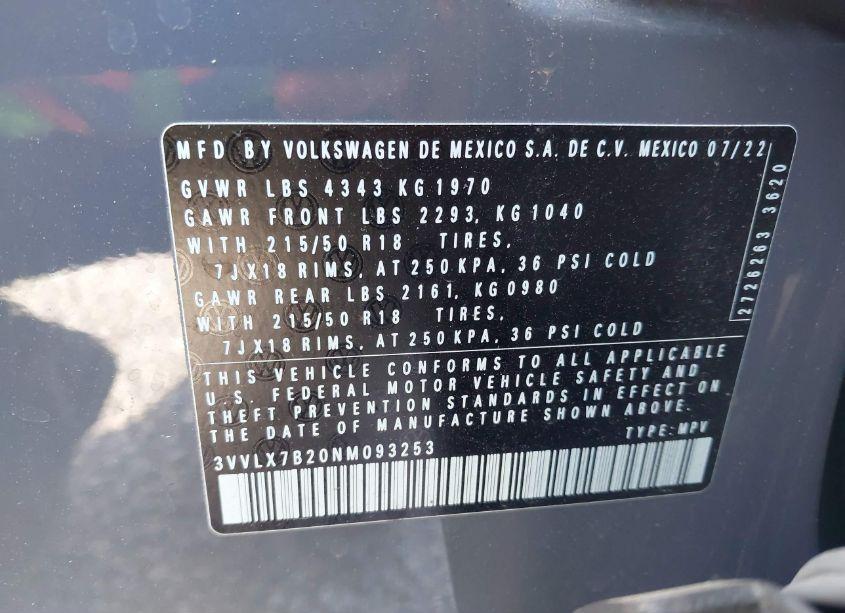 MFD BY VOLKSWAGEN DE MEXICO S.A. DE C.V. MEXICO 07/22
GVWR LBS 4343 KG 1970
GAWR FRONT LBS 2293, KG 1040
WITH 215/50 R18 TIRES,
7JX18 RIMS, AT 250 KPA, 36 PSI COLD
GAWR REAR LBS 2161, KG 0980
WITH 215/50 R18 TIRES,
7JX18 RIMS, AT 250 KPA, 36 PSI COLD
THIS VEHICLE CONFORMS TO ALL APPLICABLE
U.S. FEDERAL MOTOR VEHICLE SAFETY AND
THEFT PREVENTION STANDARDS IN EFFECT ON
THE DATE OF MANUFACTURE SHOWN ABOVE.
3VVLX7B20NM093253 TYPE: MPV
2726263 3620